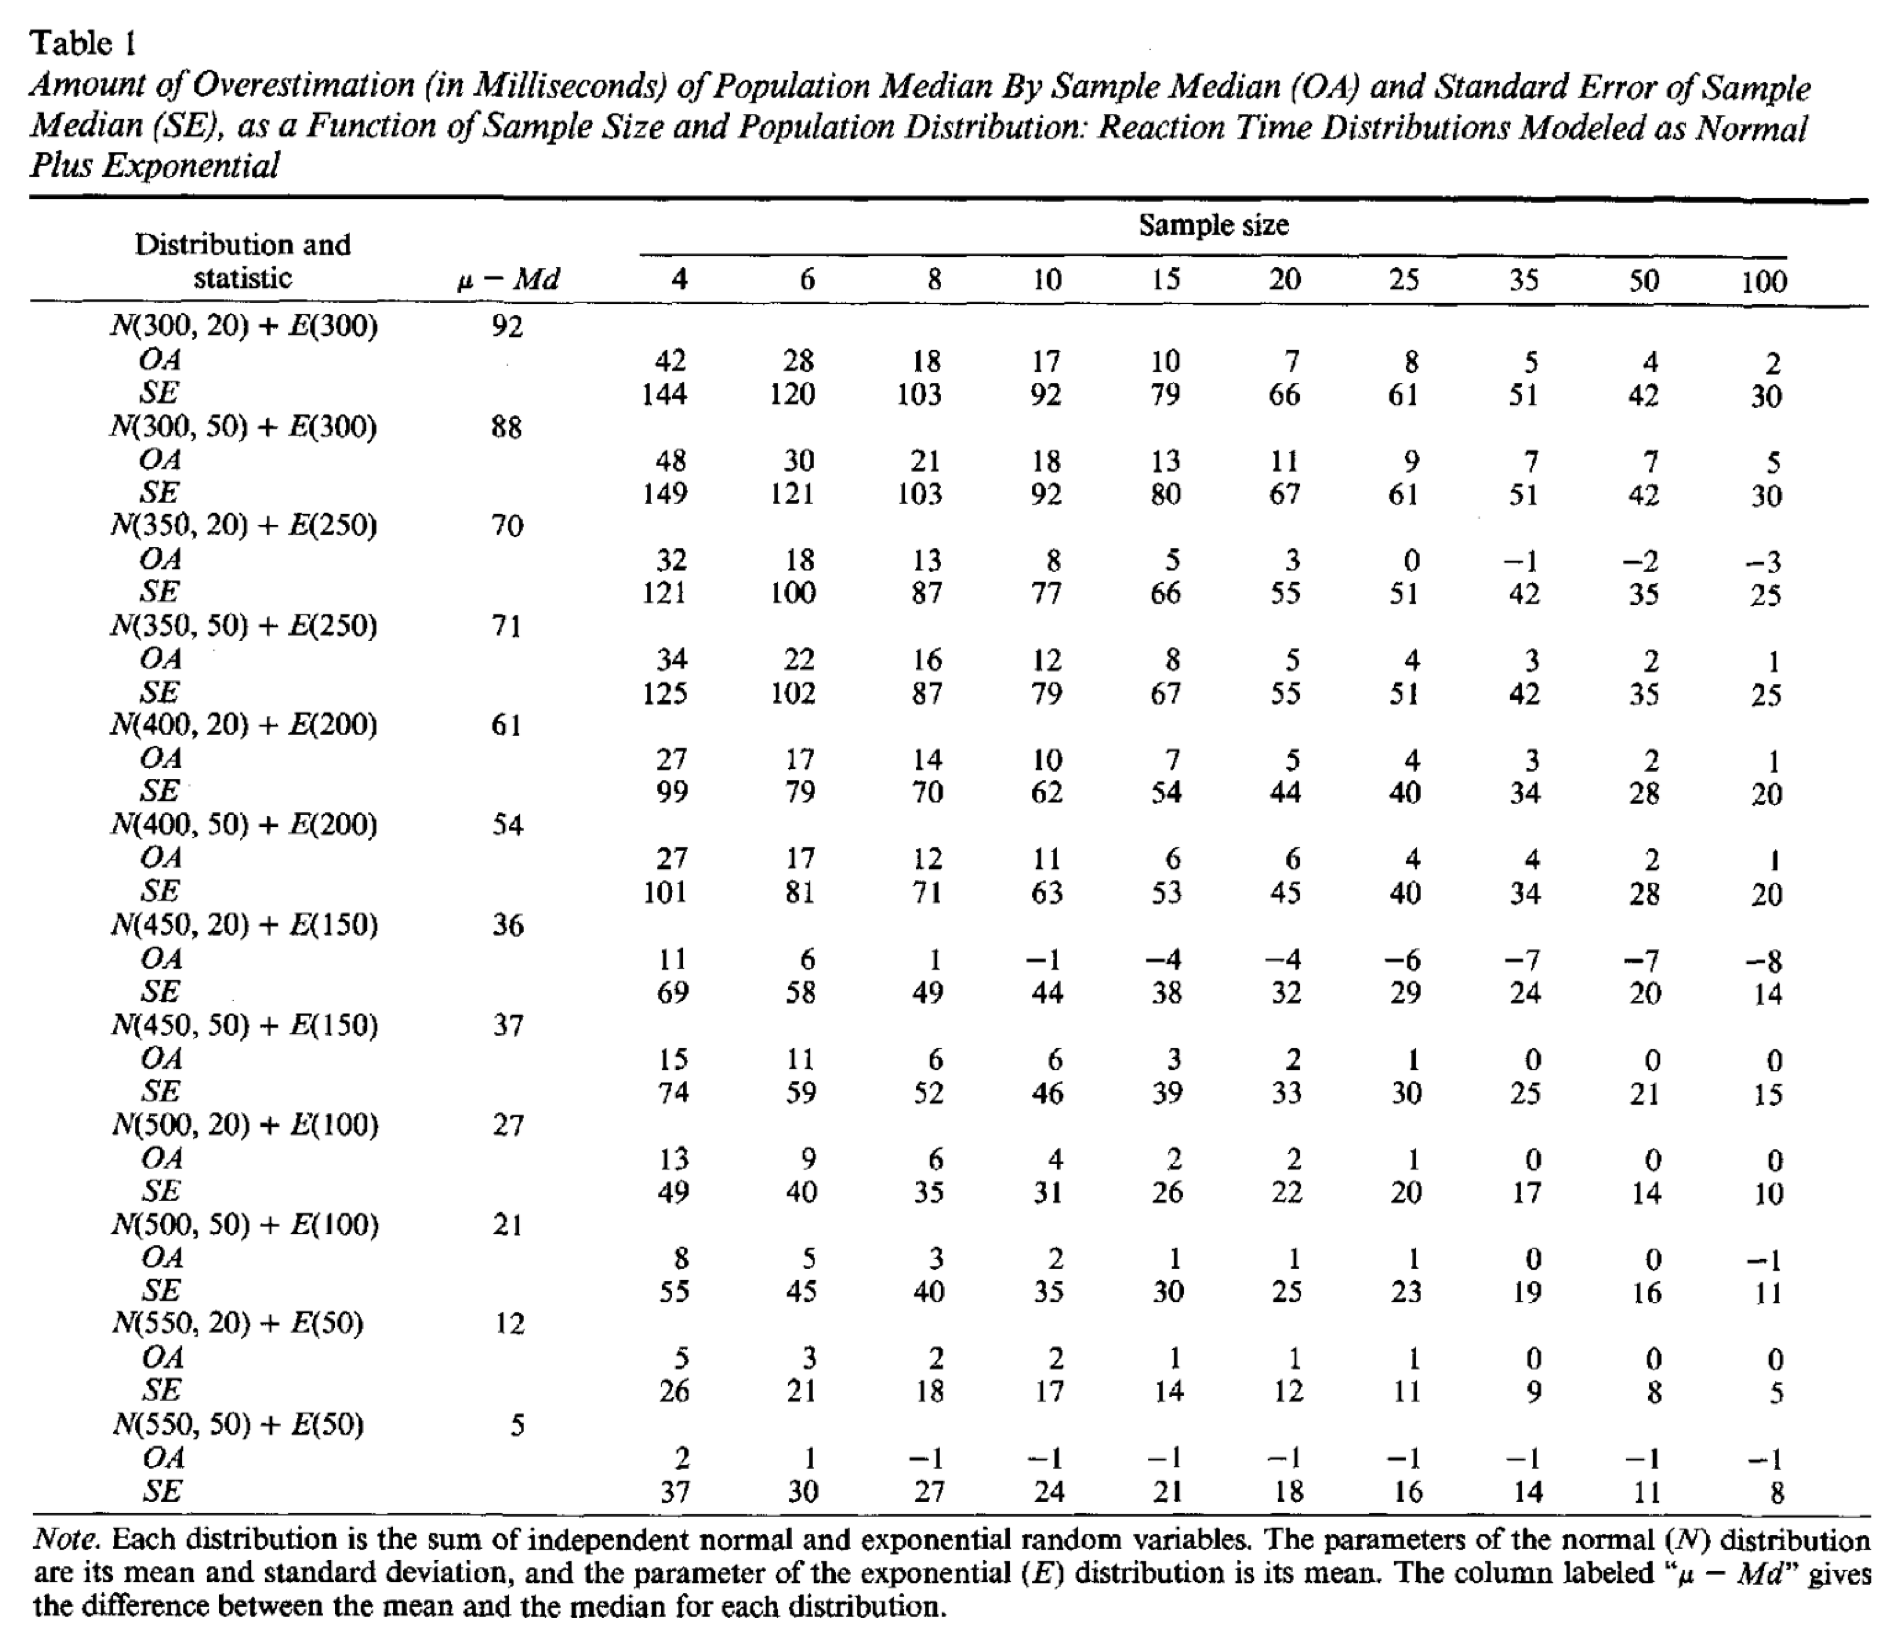 Table 1
Amount of Overestimation (in Milliseconds) of Population Median By Sample Median (OA) and Standard Error of Sample
Median (SE), as a Function of Sample Size and Population Distribution: Reaction Time Distributions Modeled as Normal
Plus Exponential
Sample size
Distribution and
statistic μ − Md 4 6 8 10 15 20 25 35 50 100
N(300, 20) + E(300) 92
OA 42 28 18 17 10 7 8 5 4 2
SE 144 120 103 92 79 66 61 51 42 30
N(300, 50) + E(300) 88
OA 48 30 21 18 13 11 9 7 7 5
SE 149 121 103 92 80 67 61 51 42 30
N(350, 20) + E(250) 70
OA 32 18 13 8 5 3 0 −1 −2 −3
SE 121 100 87 77 66 55 51 42 35 25
N(350, 50) + E(250) 71
OA 34 22 16 12 8 5 4 3 2 1
SE 125 102 87 79 67 55 51 42 35 25
N(400, 20) + E(200) 61
OA 27 17 14 10 7 5 4 3 2 1
SE 99 79 70 62 54 44 40 34 28 20
N(400, 50) + E(200) 54
OA 27 17 12 11 6 6 4 4 2 1
SE 101 81 71 63 53 45 40 34 28 20
N(450, 20) + E(150) 36
OA 11 6 1 −1 −4 −4 −6 −7 −7 −8
SE 69 58 49 44 38 32 29 24 20 14
N(450, 50) + E(150) 37
OA 15 11 6 6 3 2 1 0 0 0
SE 74 59 52 46 39 33 30 25 21 15
N(500, 20) + E(100) 27
OA 13 9 6 4 2 2 1 0 0 0
SE 49 40 35 31 26 22 20 17 14 10
N(500, 50) + E(100) 21
OA 8 5 3 2 1 1 1 0 0 −1
SE 55 45 40 35 30 25 23 19 16 11
N(550, 20) + E(50) 12
OA 5 3 2 2 1 1 1 0 0 0
SE 26 21 18 17 14 12 11 9 8 5
N(550, 50) + E(50) 5
OA 2 1 −1 −1 −1 −1 −1 −1 −1 −1
SE 37 30 27 24 21 18 16 14 11 8
Note. Each distribution is the sum of independent normal and exponential random variables. The parameters of the normal (N) distribution
are its mean and standard deviation, and the parameter of the exponential (E) distribution is its mean. The column labeled “μ − Md” gives
the difference between the mean and the median for each distribution.